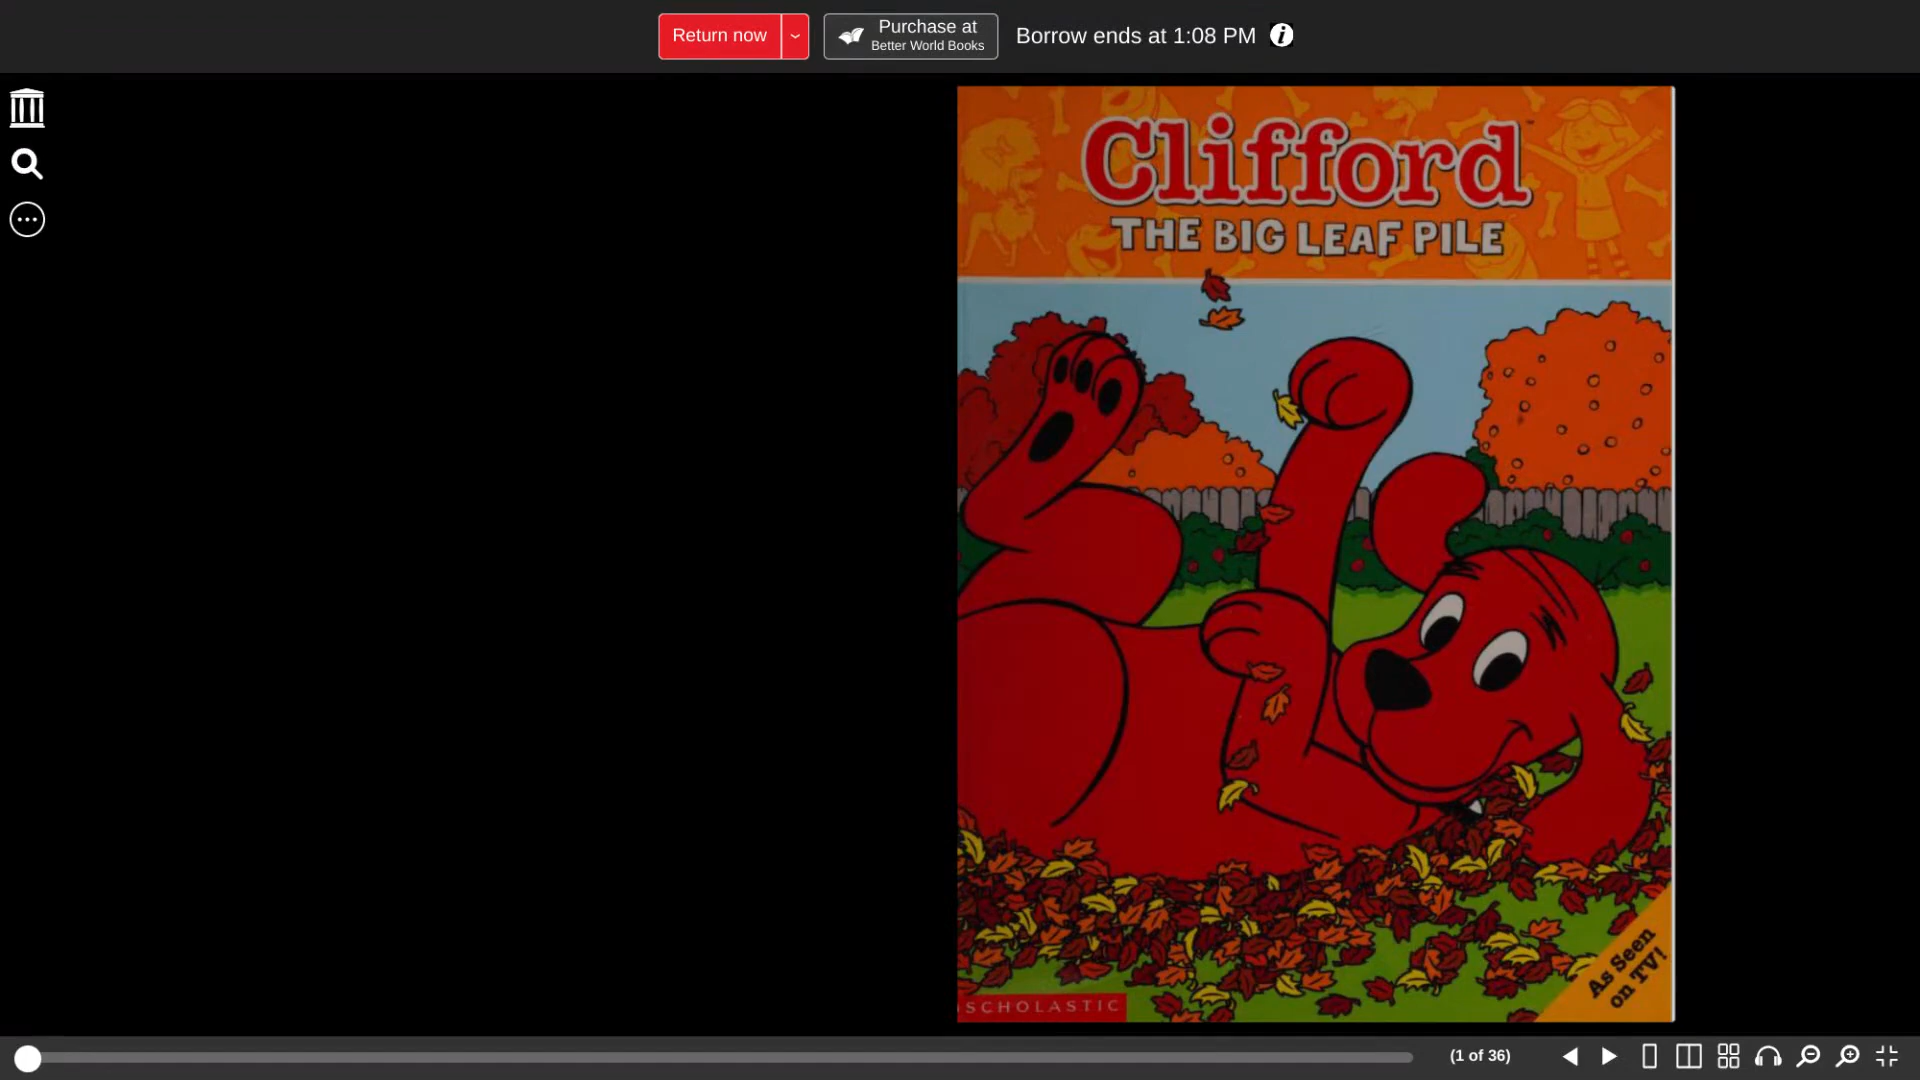 Return now
Purchase at
Better World Books
Borrow ends at 1:08 PM
Clifford
THE BIG LEAF PILE
As Seen
on TV!
SCHOLASTIC
(1 of 36)